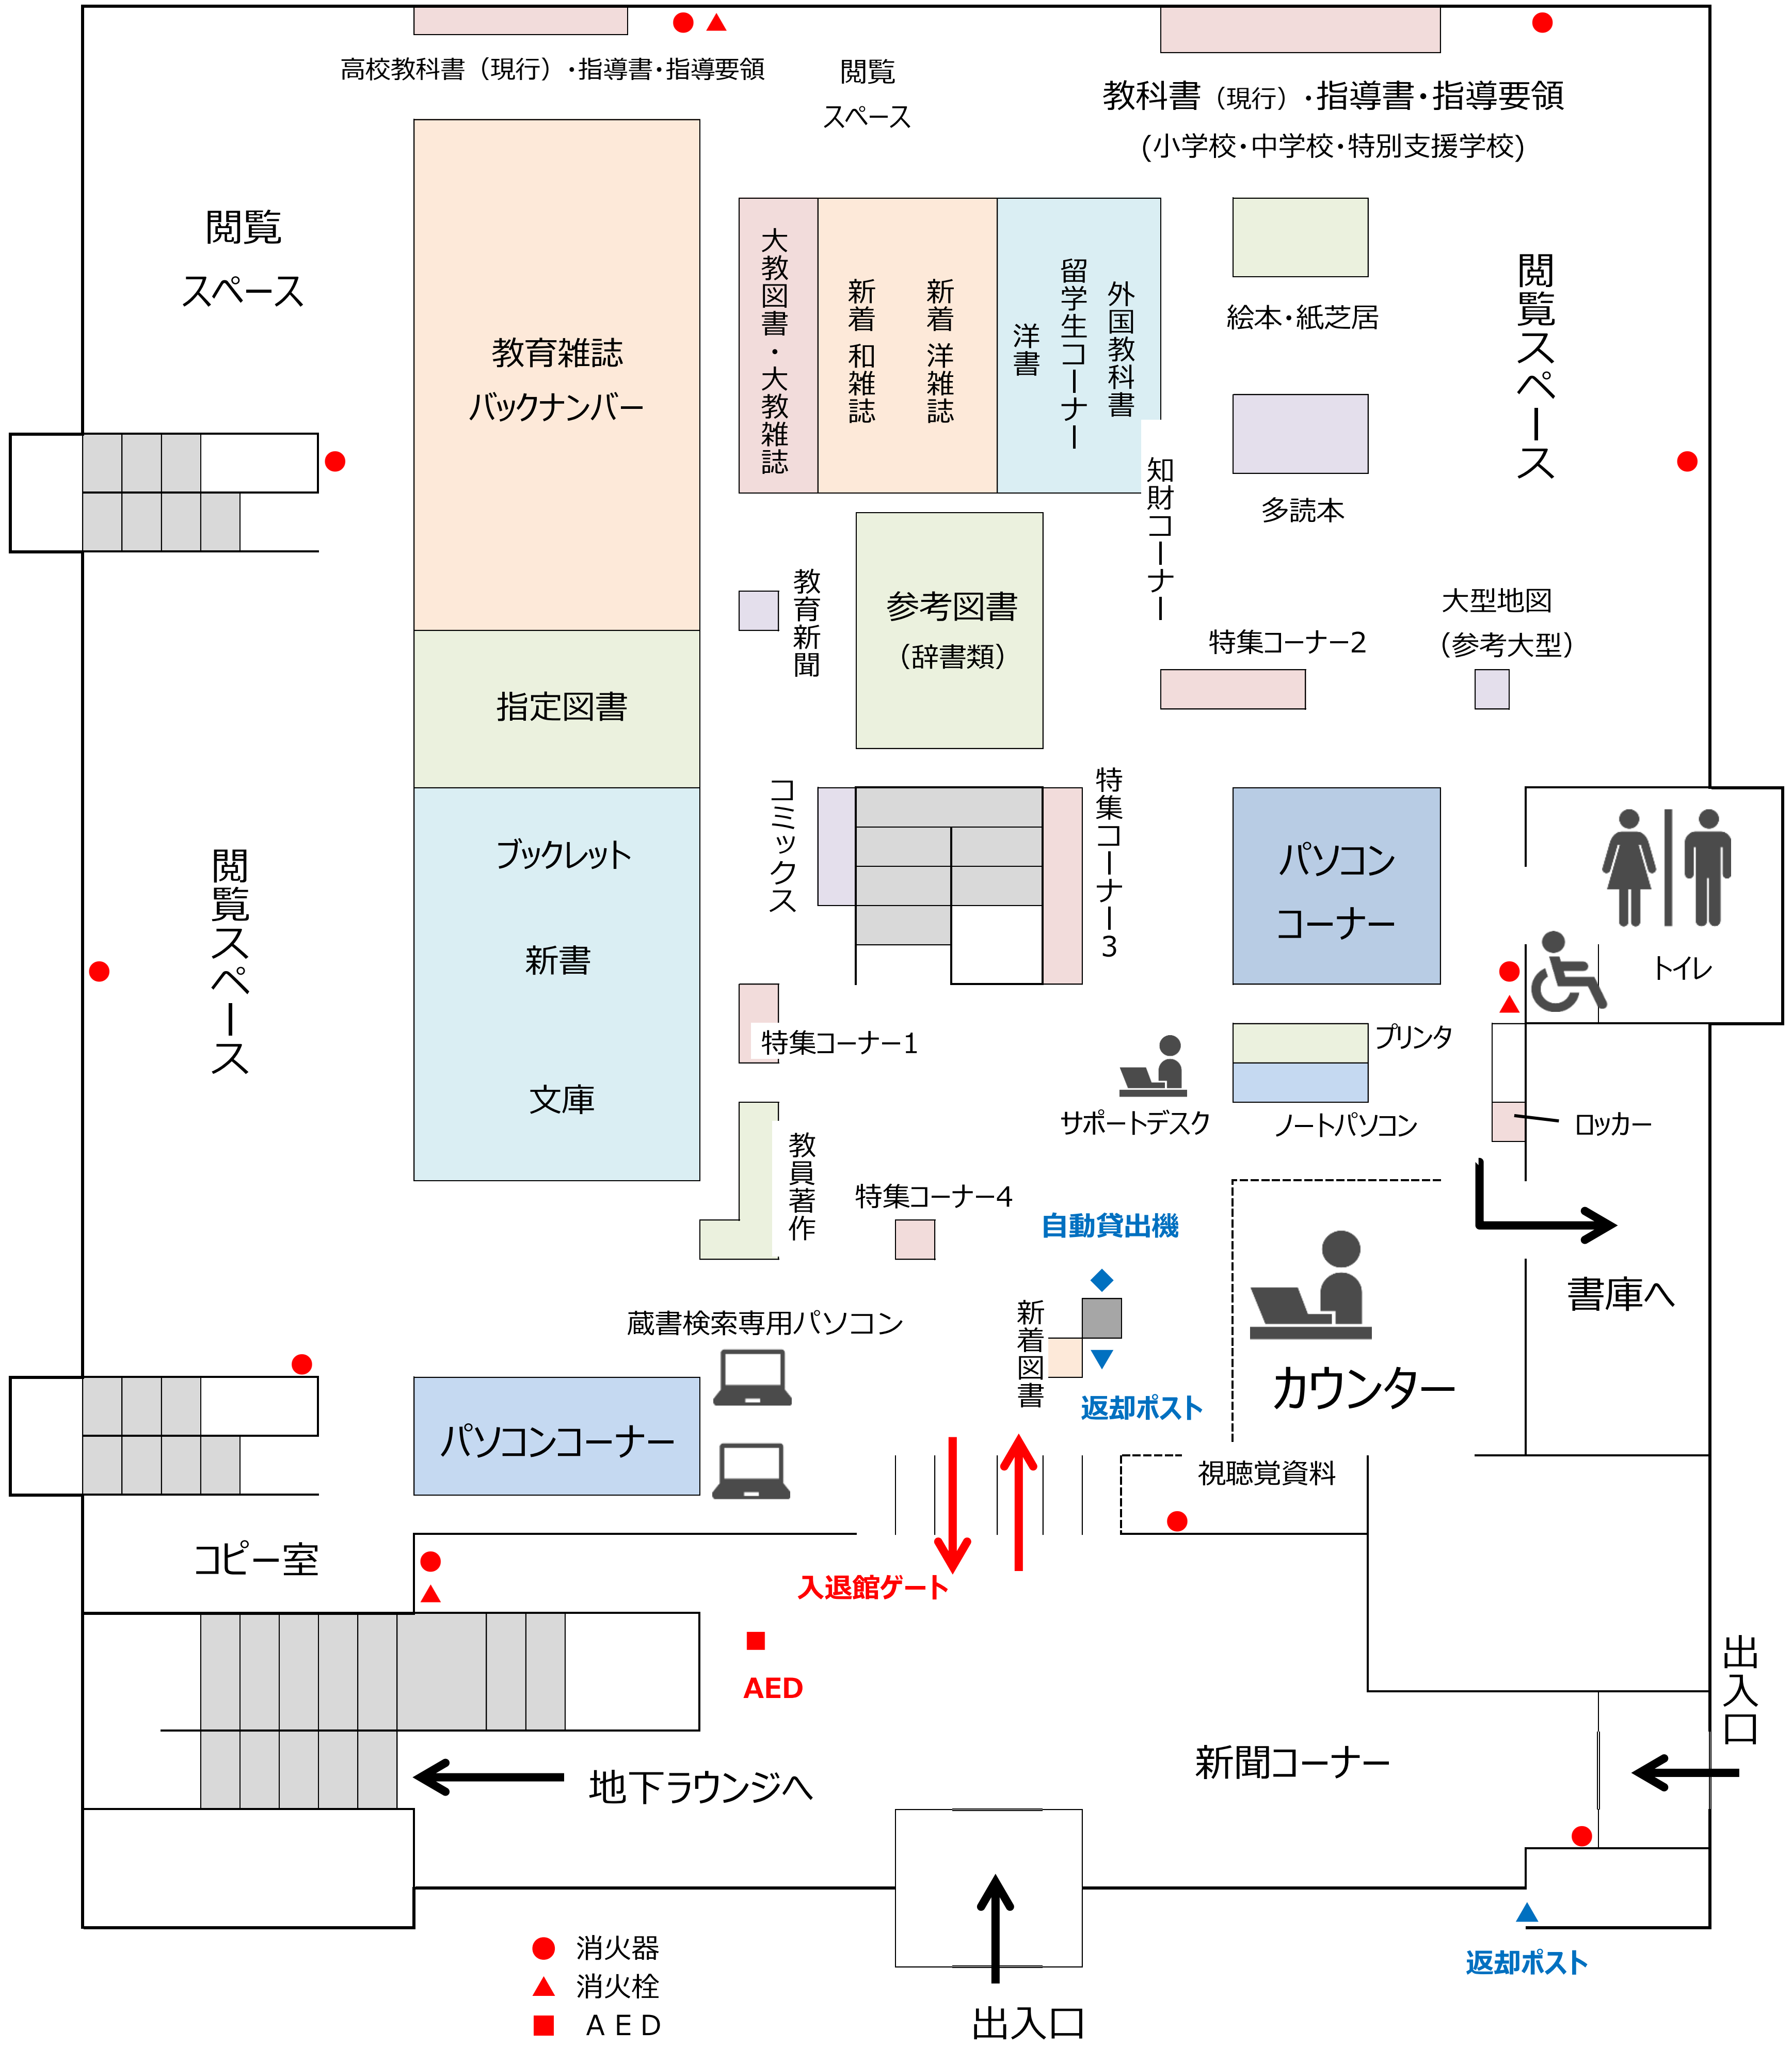 高校教科書（現行）・指導書・指導要領
閲覧
スペース
教科書（現行）・指導書・指導要領
(小学校・中学校・特別支援学校)
閲覧
スペース
教育雑誌
バックナンバー
大教図書・大教雑誌
新着 和雑誌
新着 洋雑誌
洋書
留学生コーナー
外国教科書
絵本・紙芝居
閲覧スペース
多読本
知財コーナー
教育新聞
参考図書
（辞書類）
大型地図
（参考大型）
特集コーナー2
指定図書
コミックス
特集コーナー3
パソコン
コーナー
トイレ
閲覧スペース
ブックレット
新書
文庫
特集コーナー1
プリンタ
サポートデスク
ノートパソコン
ロッカー
教員著作
特集コーナー4
自動貸出機
書庫へ
蔵書検索専用パソコン
新着図書
返却ポスト
カウンター
パソコンコーナー
視聴覚資料
コピー室
入退館ゲート
AED
出入口
新聞コーナー
地下ラウンジへ
消火器
消火栓
ＡＥＤ
出入口
返却ポスト